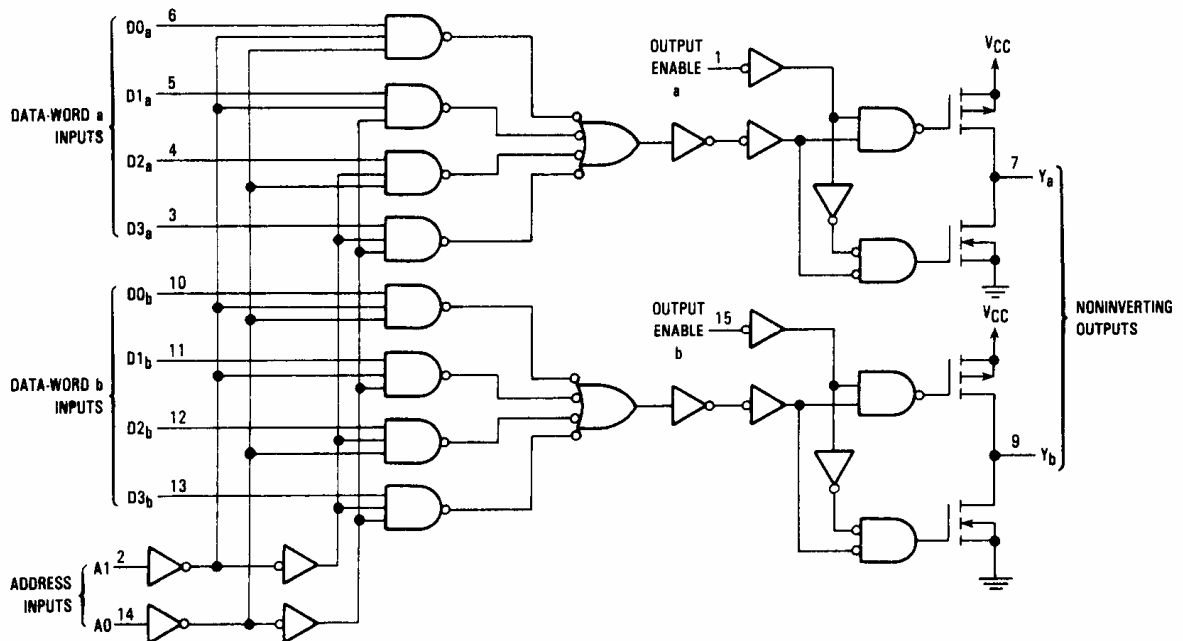 D0a 6
D1a 5
DATA-WORD a
INPUTS
D2a 4
D3a 3
OUTPUT
ENABLE
a
1
VCC
7 Ya
D0b 10
D1b 11
DATA-WORD b
INPUTS
D2b 12
D3b 13
OUTPUT
ENABLE
b
15
VCC
9 Yb
NONINVERTING
OUTPUTS
ADDRESS
INPUTS
A1 2
A0 14